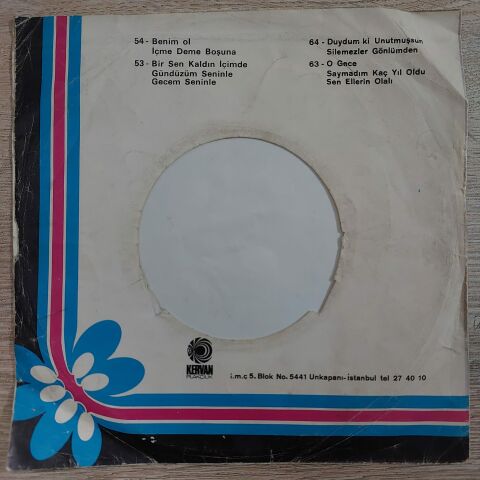 54- Benim ol
İçme Dere Boşuna
53- Bir Sen Kaldın İçimde
Gündüzüm Seninle
Gecem Seninle
64- Duydum ki Unutmuşsun
Silemezler Gönlümden
63- O Gece
Saymadım Kaç Yıl Oldu
Sen Ellerin Olalı
KERVAN
PLAKÇILIK
i.m.c 5. Blok No. 5441 Unkapanı-İstanbul tel 27 40 10